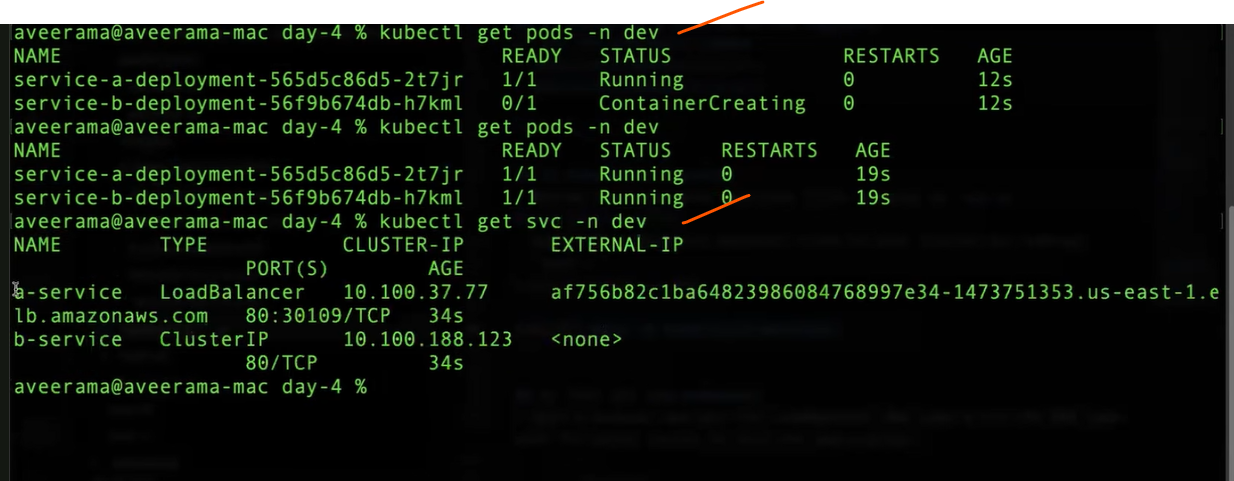 aveerama@aveerama-mac day-4 % kubectl get pods -n dev
NAME READY STATUS RESTARTS AGE
service-a-deployment-565d5c86d5-2t7jr 1/1 Running 0 12s
service-b-deployment-56f9b674db-h7kml 0/1 ContainerCreating 0 12s
aveerama@aveerama-mac day-4 % kubectl get pods -n dev
NAME READY STATUS RESTARTS AGE
service-a-deployment-565d5c86d5-2t7jr 1/1 Running 0 19s
service-b-deployment-56f9b674db-h7kml 1/1 Running 0 19s
aveerama@aveerama-mac day-4 % kubectl get svc -n dev
NAME TYPE CLUSTER-IP EXTERNAL-IP
PORT(S) AGE
a-service LoadBalancer 10.100.37.77 af756b82c1ba64823986084768997e34-1473751353.us-east-1.e
lb.amazonaws.com 80:30109/TCP 34s
b-service ClusterIP 10.100.188.123 <none>
80/TCP 34s
aveerama@aveerama-mac day-4 %